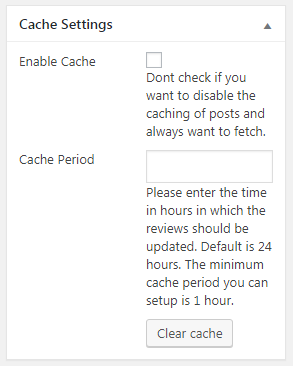 Cache Settings
Enable Cache
Dont check if you
want to disable the
caching of posts and
always want to fetch.
Cache Period
Please enter the time
in hours in which the
reviews should be
updated. Default is 24
hours. The minimum
cache period you can
setup is 1 hour.
Clear cache